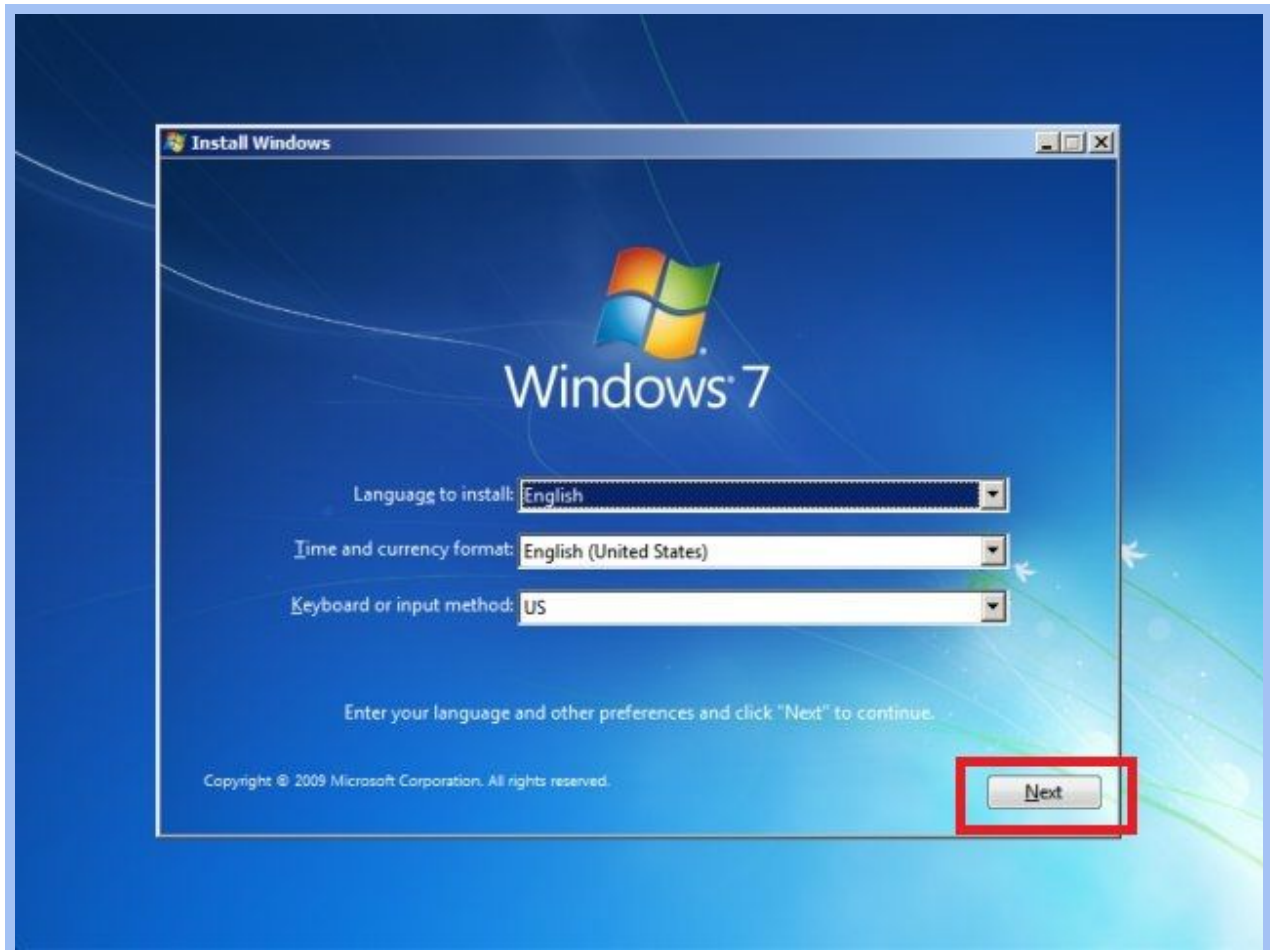 Install Windows
Windows® 7
Language to install: English
Time and currency format: English (United States)
Keyboard or input method: US
Enter your language and other preferences and click "Next" to continue.
Copyright © 2009 Microsoft Corporation. All rights reserved.
Next